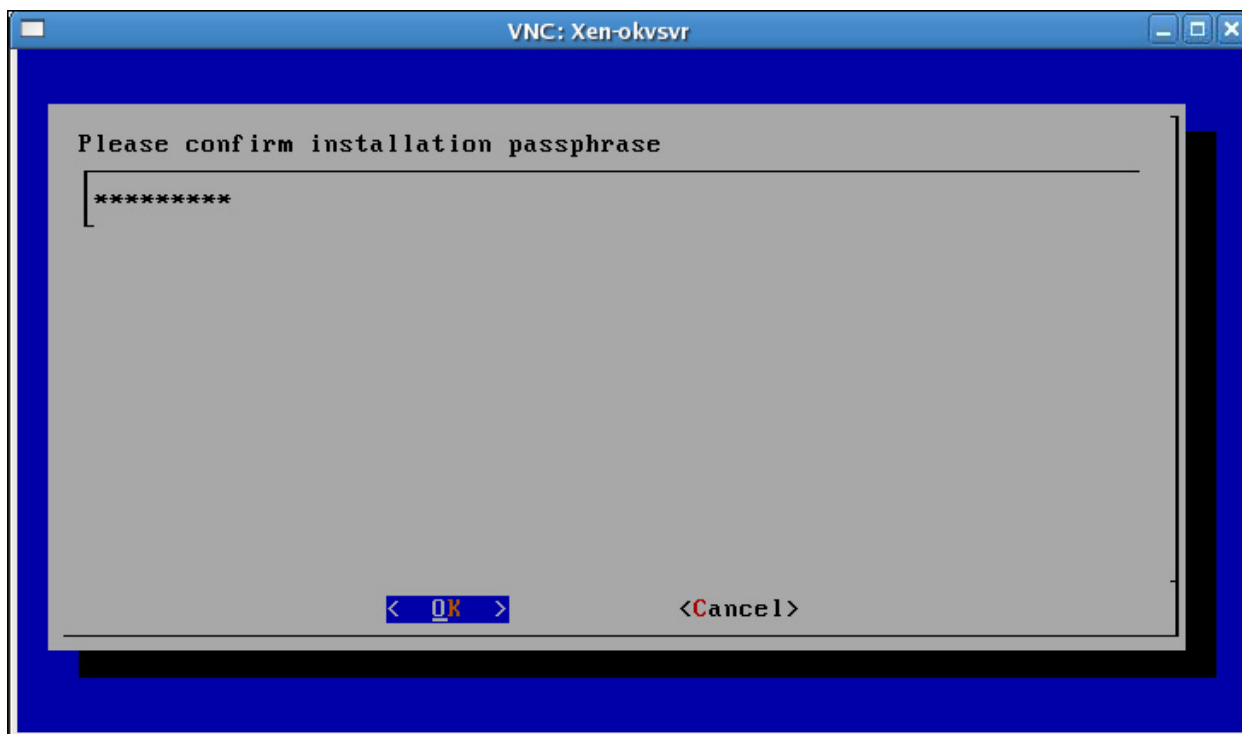 VNC: Xen-okvsvr
Please confirm installation passphrase
*********
< OK > <Cancel>